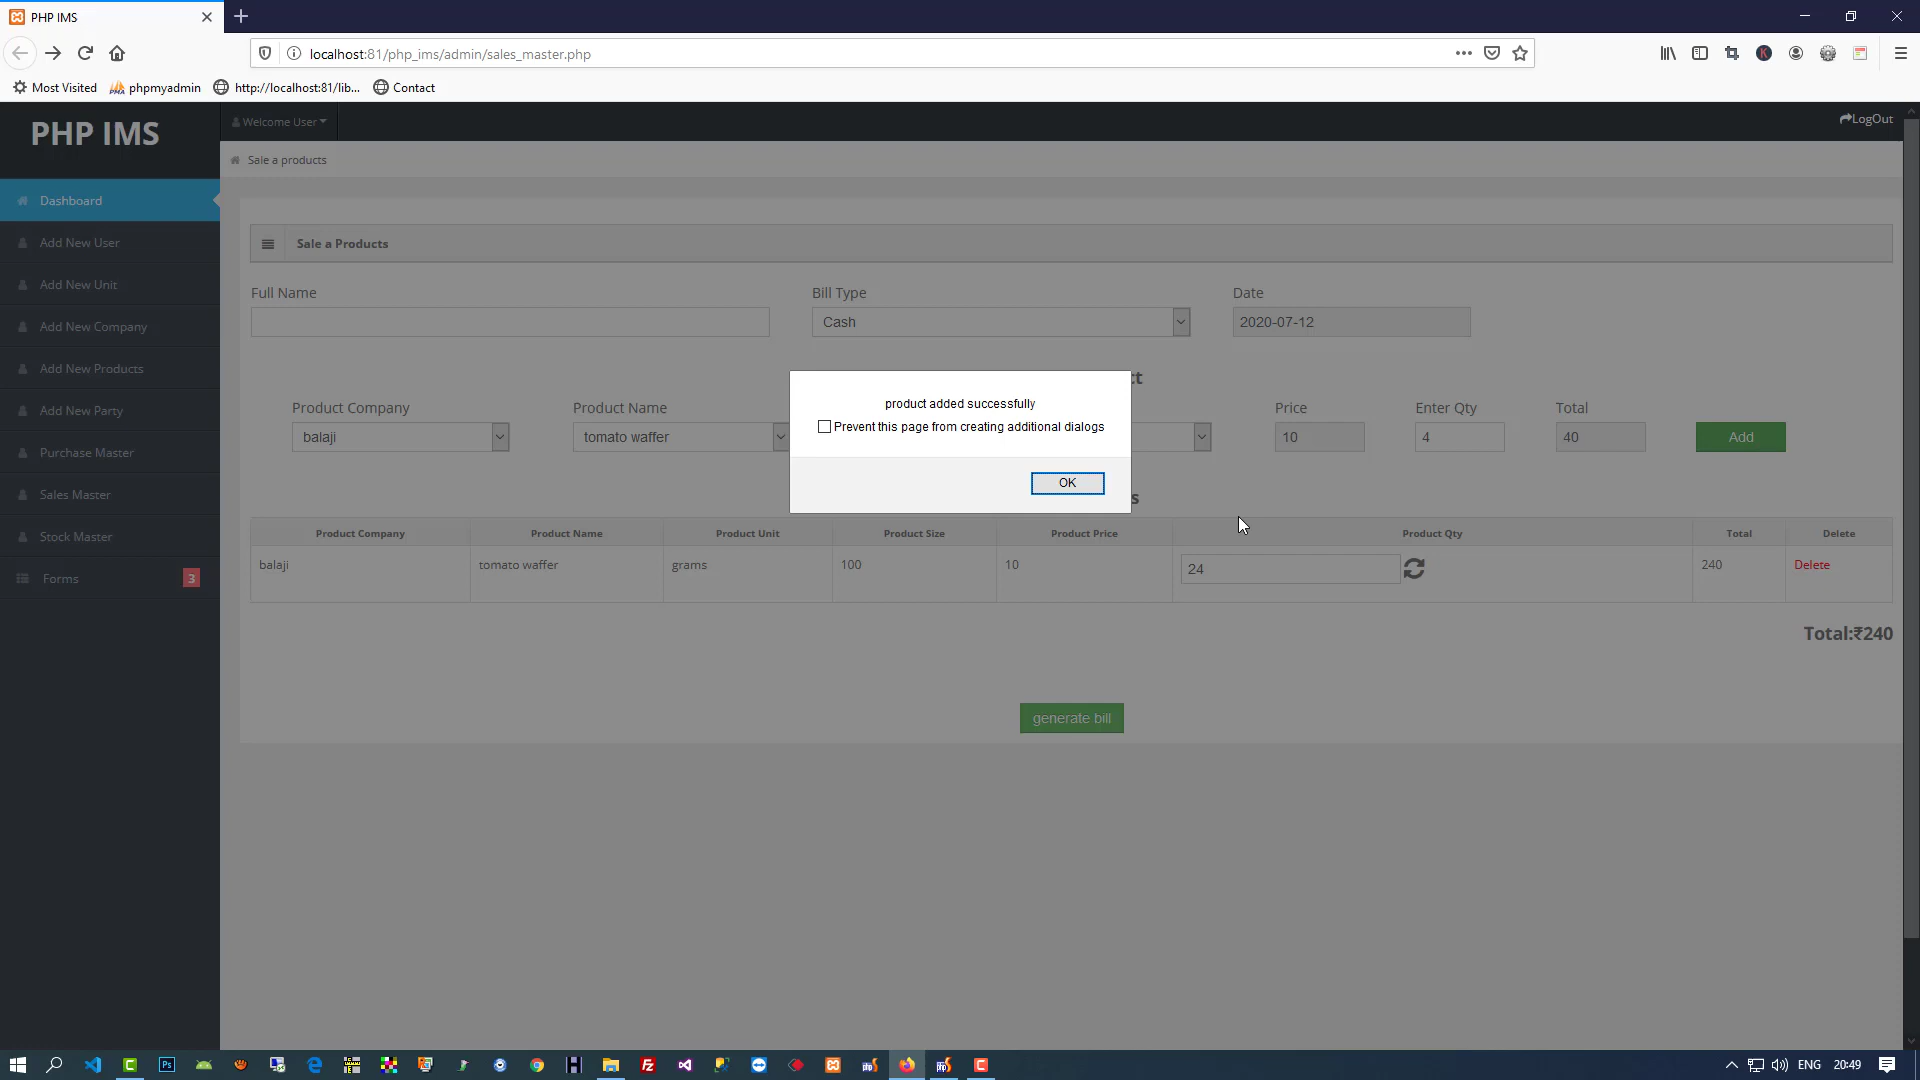 PHP IMS
localhost:81/php_ims/admin/sales_master.php
Most Visited
phpmyadmin
http://localhost:81/lib...
Contact
PHP IMS
Welcome User
LogOut
Sale a products
Dashboard
Add New User
Add New Unit
Add New Company
Add New Products
Add New Party
Purchase Master
Sales Master
Stock Master
Forms
3
Sale a Products
Full Name
Bill Type
Date
Cash
2020-07-12
ct
Product Company
Product Name
Price
Enter Qty
Total
balaji
tomato waffer
10
4
40
Add
product added successfully
Prevent this page from creating additional dialogs
OK
s
Product Company Product Name Product Unit Product Size Product Price Product Qty Total Delete
balaji tomato waffer grams 100 10 24 240 Delete
Total:₹240
generate bill
ENG
20:49